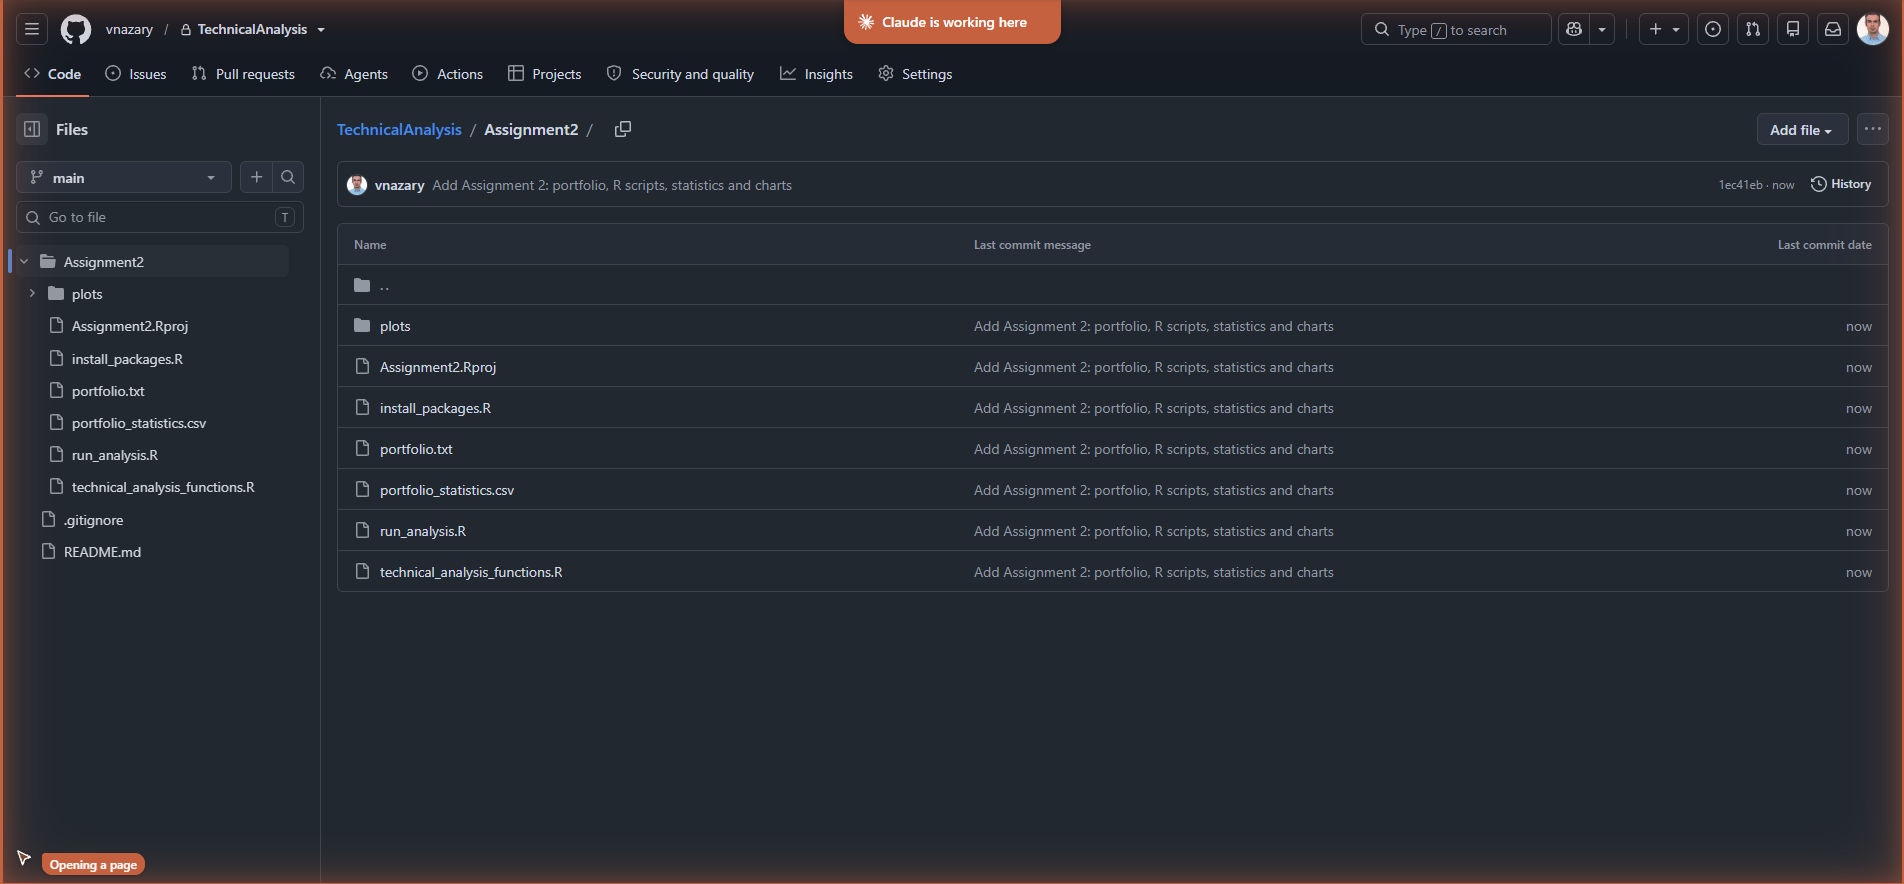 vnazary / TechnicalAnalysis
Claude is working here
Type / to search
Code Issues Pull requests Agents Actions Projects Security and quality Insights Settings
Files
main
Go to file T
Assignment2
plots
Assignment2.Rproj
install_packages.R
portfolio.txt
portfolio_statistics.csv
run_analysis.R
technical_analysis_functions.R
.gitignore
README.md
TechnicalAnalysis / Assignment2 /
Add file
vnazary Add Assignment 2: portfolio, R scripts, statistics and charts 1ec41eb · now History
Name Last commit message Last commit date
..
plots Add Assignment 2: portfolio, R scripts, statistics and charts now
Assignment2.Rproj Add Assignment 2: portfolio, R scripts, statistics and charts now
install_packages.R Add Assignment 2: portfolio, R scripts, statistics and charts now
portfolio.txt Add Assignment 2: portfolio, R scripts, statistics and charts now
portfolio_statistics.csv Add Assignment 2: portfolio, R scripts, statistics and charts now
run_analysis.R Add Assignment 2: portfolio, R scripts, statistics and charts now
technical_analysis_functions.R Add Assignment 2: portfolio, R scripts, statistics and charts now
Opening a page